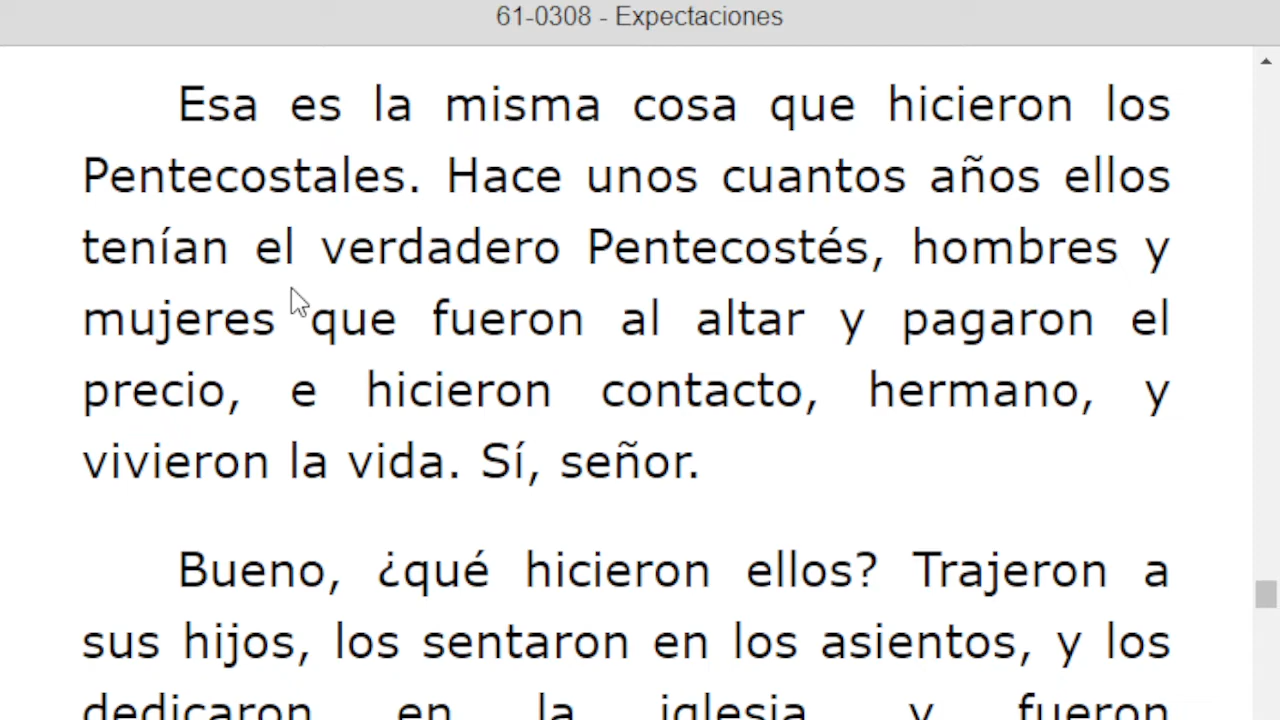 61-0308 - Expectaciones
Esa es la misma cosa que hicieron los
Pentecostales. Hace unos cuantos años ellos
tenían el verdadero Pentecostés, hombres y
mujeres que fueron al altar y pagaron el
precio, e hicieron contacto, hermano, y
vivieron la vida. Sí, señor.
Bueno, ¿qué hicieron ellos? Trajeron a
sus hijos, los sentaron en los asientos, y los
dedicaron en la iglesia, y fueron